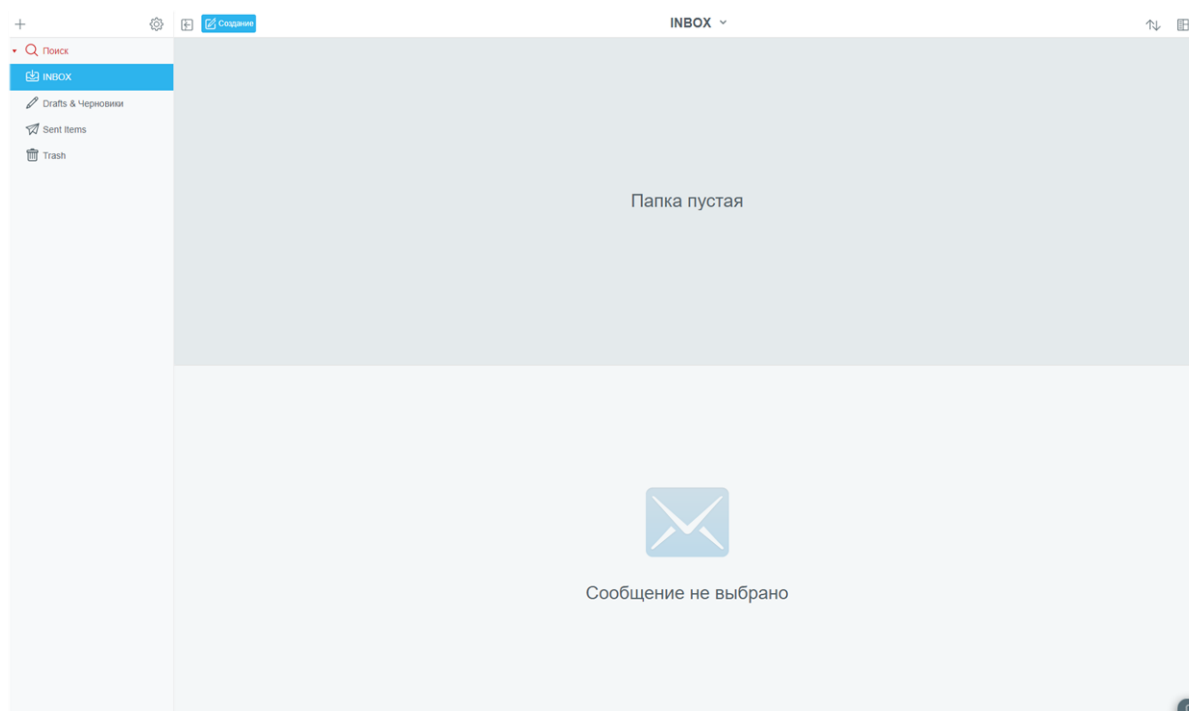 Создание
INBOX
Поиск
INBOX
Drafts & Черновики
Sent Items
Trash
Папка пустая
Сообщение не выбрано